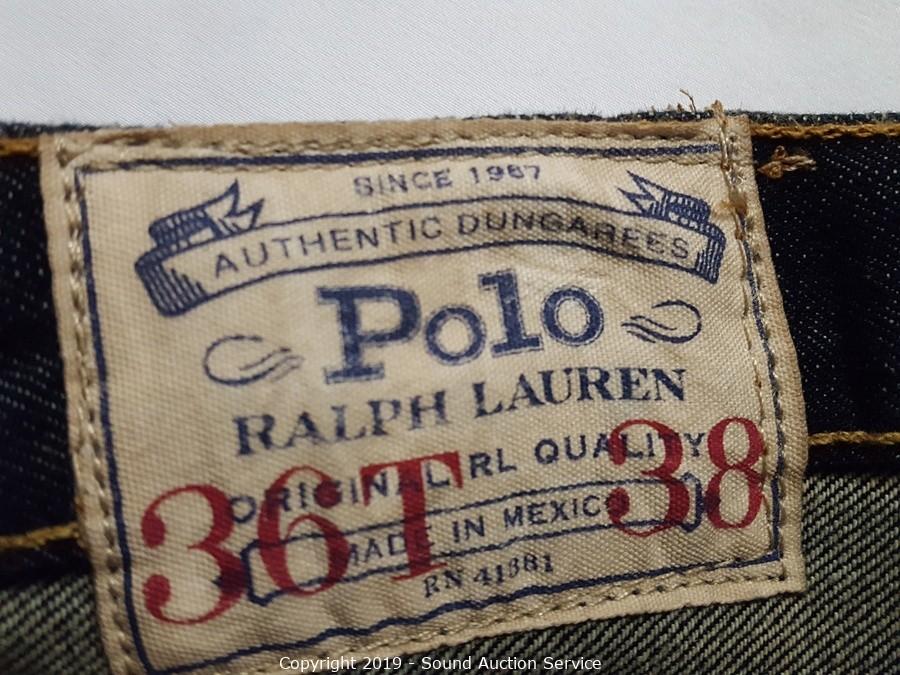 SINCE 1967
AUTHENTIC DUNGAREES
Polo
RALPH LAUREN
ORIGINAL RL QUALITY
36T 38
MADE IN MEXICO
RN 41381
Copyright 2019 - Sound Auction Service